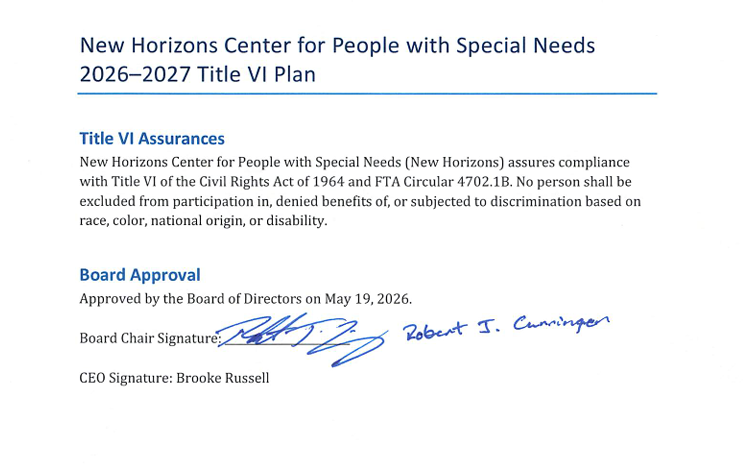 New Horizons Center for People with Special Needs
2026–2027 Title VI Plan
Title VI Assurances
New Horizons Center for People with Special Needs (New Horizons) assures compliance
with Title VI of the Civil Rights Act of 1964 and FTA Circular 4702.1B. No person shall be
excluded from participation in, denied benefits of, or subjected to discrimination based on
race, color, national origin, or disability.
Board Approval
Approved by the Board of Directors on May 19, 2026.
Board Chair Signature: Robert J.
CEO Signature: Brooke Russell